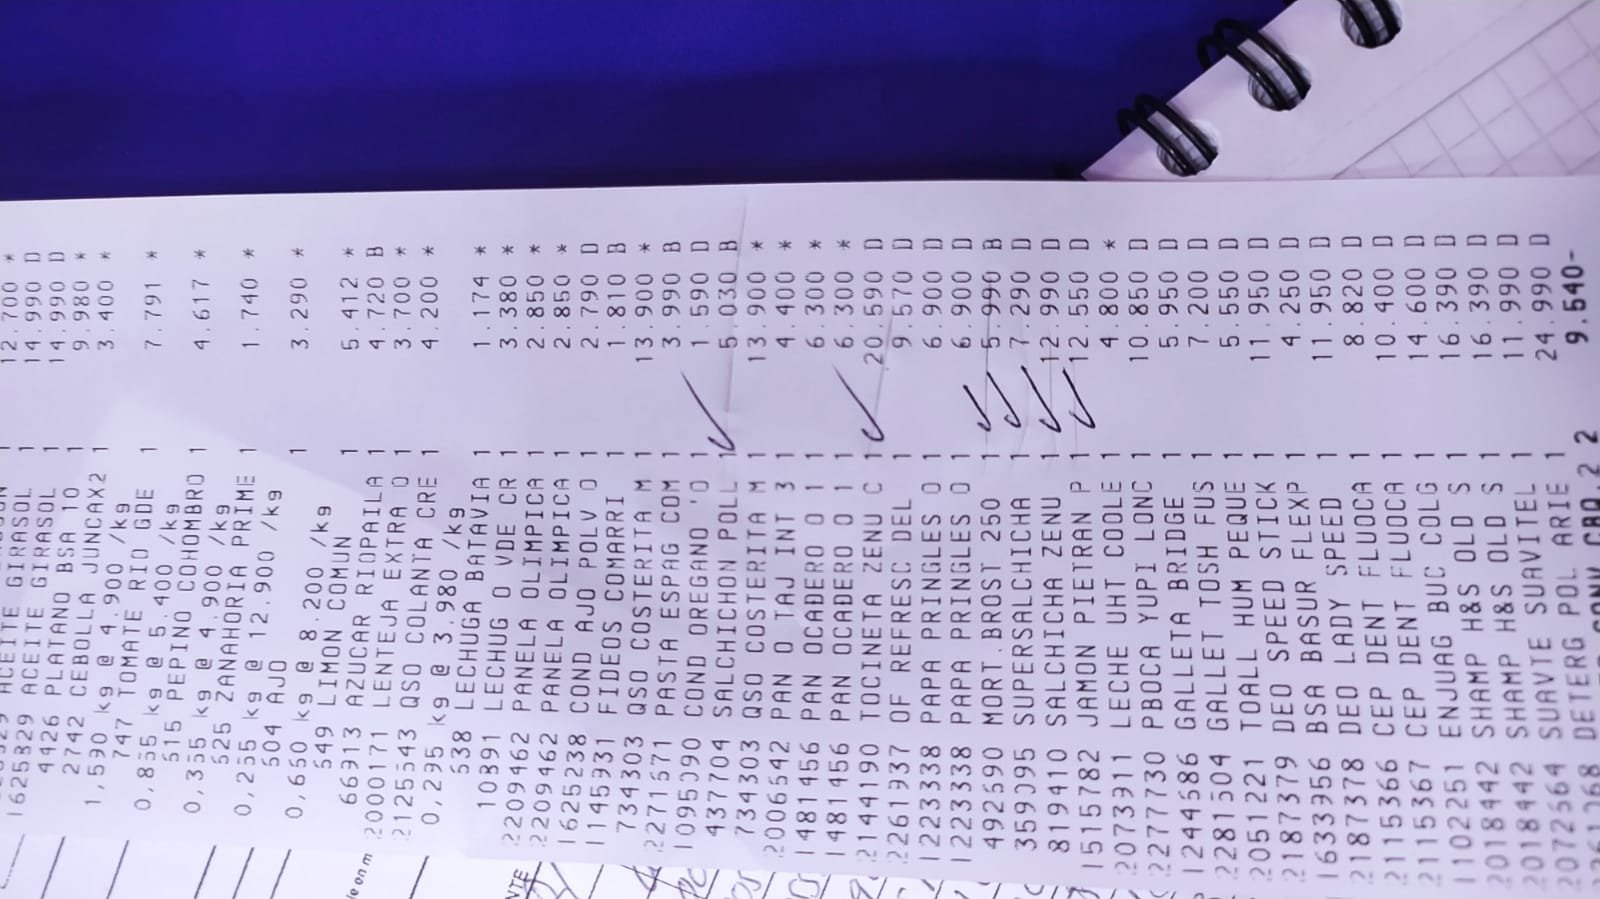 12.700 *
1625329 ACEITE GIRASOL 1 14.990 D
ACEITE GIRASOL 1 14.990 D
4426 PLATANO BSA 10 1 9.980 *
2742 CEBOLLA JUNCAX2 1 3.400 *
1,590 kg @ 4.900 /kg
747 TOMATE RIO GDE 1 7.791 *
0,855 kg @ 5.400 /kg
515 PEPINO COHOMBRO 1 4.617 *
0,355 kg @ 4.900 /kg
525 ZANAHORIA PRIME 1 1.740 *
0,255 kg @ 12.900 /kg
504 AJO 1 3.290 *
0,650 kg @ 8.200 /kg
549 LIMON COMUN 1 5.412 *
66913 AZUCAR RIOPAILA 1 4.720 B
2000171 LENTEJA EXTRA O 1 3.700 *
2125543 QSO COLANTA CRE 1 4.200 *
0,295 kg @ 3.980 /kg
538 LECHUGA BATAVIA 1 1.174 *
10891 LECHUG O VDE CR 1 3.380 *
2209462 PANELA OLIMPICA 1 2.850 *
2209462 PANELA OLIMPICA 1 2.850 *
1625238 COND AJO POLV O 1 2.790 D
1145931 FIDEOS COMARRI 1 1.810 B
734303 QSO COSTERITA M 1 13.900 *
2271571 PASTA ESPAG COM 1 3.990 B
1095090 COND OREGANO 'O 1 1.590 D
437704 SALCHICHON POLL 1 5.030 B
734303 QSO COSTERITA M 1 13.900 *
2006542 PAN O TAJ INT 3 1 4.400 *
1481456 PAN OCADERO O 1 1 6.300 *
1481456 PAN OCADERO O 1 1 6.300 *
2144190 TOCINETA ZENU C 1 20.590 D
2261937 OF REFRESC DEL 1 9.570 D
1223338 PAPA PRINGLES O 1 6.900 D
1223338 PAPA PRINGLES O 1 6.900 D
492590 MORT.BROST 250 1 5.990 B
359095 SUPERSALCHICHA 1 7.290 D
819410 SALCHICHA ZENU 1 12.990 D
1515782 JAMON PIETRAN P 1 12.550 D
2073911 LECHE UHT COOLE 1 4.800 *
2277730 PBOCA YUPI LONC 1 10.850 D
1244586 GALLETA BRIDGE 1 5.950 D
2281504 GALLET TOSH FUS 1 7.200 D
2051221 TOALL HUM PEQUE 1 5.550 D
2187379 DEO SPEED STICK 1 11.950 D
1633956 BSA BASUR FLEXP 1 4.250 D
2187378 DEO LADY SPEED 1 11.950 D
2115366 CEP DENT FLUOCA 1 8.820 D
2115367 CEP DENT FLUOCA 1 10.400 D
1102251 ENJUAG BUC COLG 1 14.600 D
2018442 SHAMP H&S OLD S 1 16.390 D
2018442 SHAMP H&S OLD S 1 16.390 D
2072564 SUAVTE SUAVITEL 1 11.990 D
DETERG POL ARIE 1 24.990 D
2 9.540-